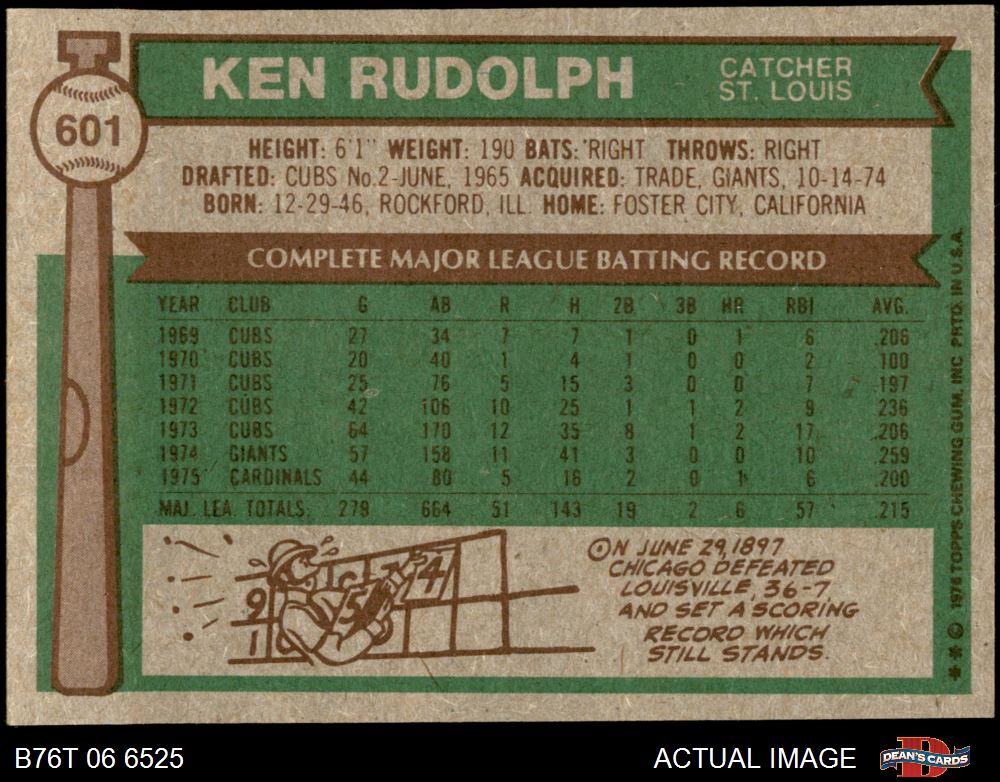 601
KEN RUDOLPH
CATCHER
ST. LOUIS
HEIGHT: 6'1" WEIGHT: 190 BATS: RIGHT THROWS: RIGHT
DRAFTED: CUBS No.2-JUNE, 1965 ACQUIRED: TRADE, GIANTS, 10-14-74
BORN: 12-29-46, ROCKFORD, ILL. HOME: FOSTER CITY, CALIFORNIA
COMPLETE MAJOR LEAGUE BATTING RECORD
YEAR CLUB G AB R H 2B 3B HR RBI AVG.
1969 CUBS 27 34 7 7 1 0 1 6 .206
1970 CUBS 20 40 1 4 1 0 0 2 .100
1971 CUBS 25 76 5 15 3 0 0 7 .197
1972 CUBS 42 106 10 25 1 1 2 9 .236
1973 CUBS 64 170 12 35 8 1 2 17 .206
1974 GIANTS 57 158 11 41 3 0 0 10 .259
1975 CARDINALS 44 80 5 16 2 0 1 6 .200
MAJ. LEA. TOTALS: 279 664 51 143 19 2 6 57 .215
9 5 4
1
ON JUNE 29, 1897
CHICAGO DEFEATED
LOUISVILLE, 36-7
AND SET A SCORING
RECORD WHICH
STILL STANDS.
* * © 1976 TOPPS CHEWING GUM, INC. PRTD. IN U.S.A.
B76T 06 6525
ACTUAL IMAGE
DEAN'S CARDS